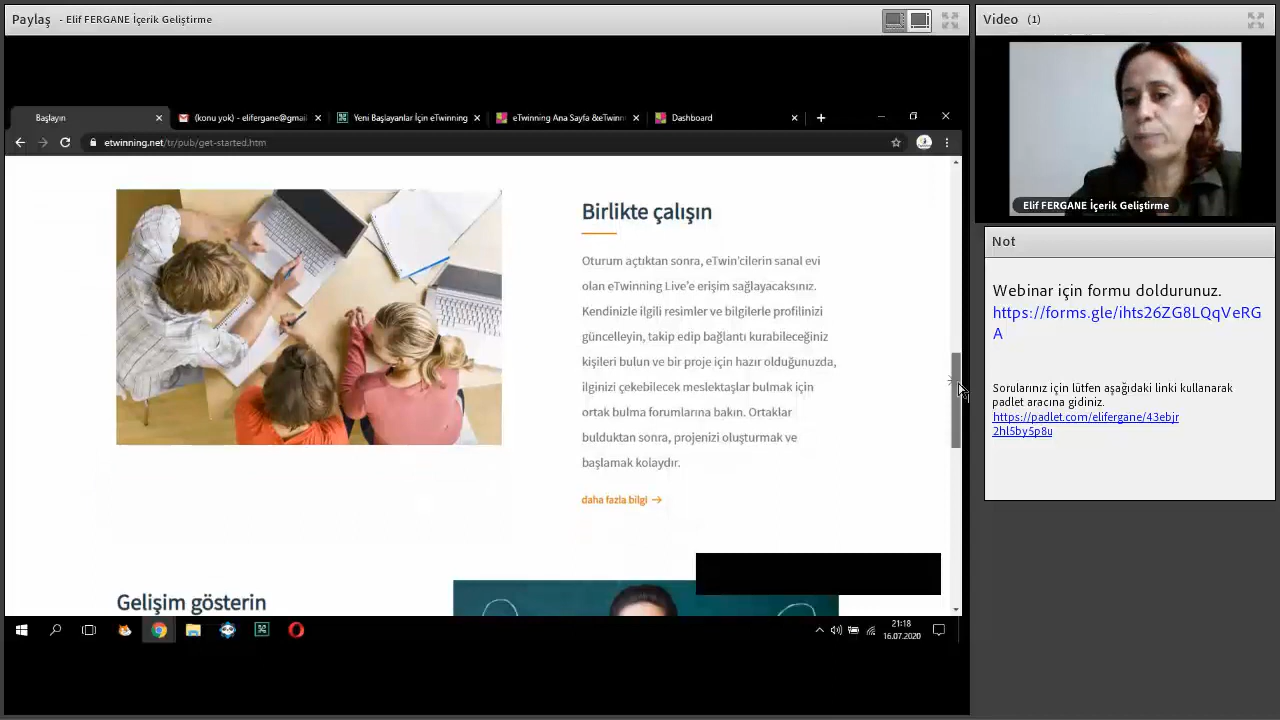 Paylaş - Elif FERGANE İçerik Geliştirme
Başlayın
(konu yok) - elifergane@gmai
Yeni Başlayanlar İçin eTwinning
eTwinning Ana Sayfa &eTwinn
Dashboard
etwinning.net/tr/pub/get-started.htm
Birlikte çalışın
Oturum açtıktan sonra, eTwin'cilerin sanal evi
olan eTwinning Live'e erişim sağlayacaksınız.
Kendinizle ilgili resimler ve bilgilerle profilinizi
güncelleyin, takip edip bağlantı kurabileceğiniz
kişileri bulun ve bir proje için hazır olduğunuzda,
ilginizi çekebilecek meslektaşlar bulmak için
ortak bulma forumlarına bakın. Ortaklar
bulduktan sonra, projenizi oluşturmak ve
başlamak kolaydır.
daha fazla bilgi →
Gelişim gösterin
21:18
16.07.2020
Video (1)
Elif FERGANE İçerik Geliştirme
Not
Webinar için formu doldurunuz.
https://forms.gle/ihts26ZG8LQqVeRG
A
Sorularınız için lütfen aşağıdaki linki kullanarak
padlet aracına gidiniz.
https://padlet.com/elifergane/43ebjr
2hl5by5p8u